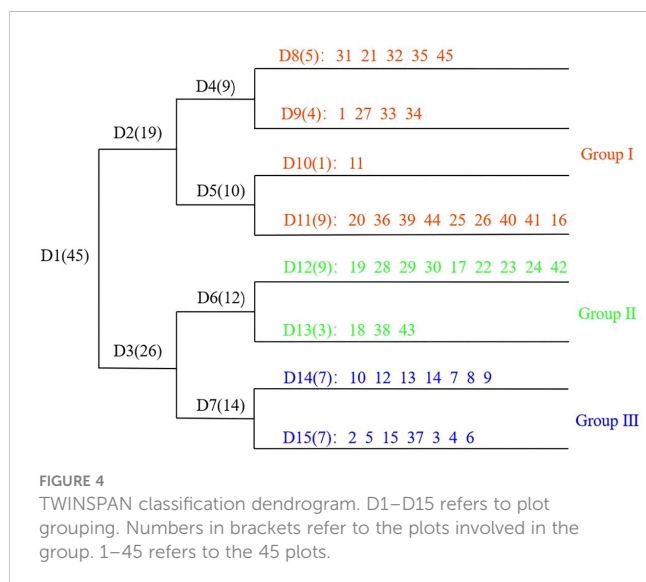 D8(5): 31 21 32 35 45
D4(9)
D9(4): 1 27 33 34
D2(19)
Group I
D10(1): 11
D5(10)
D11(9): 20 36 39 44 25 26 40 41 16
D1(45)
D12(9): 19 28 29 30 17 22 23 24 42
D6(12)
Group II
D13(3): 18 38 43
D3(26)
D14(7): 10 12 13 14 7 8 9
D7(14)
Group III
D15(7): 2 5 15 37 3 4 6
FIGURE 4
TWINSPAN classification dendrogram. D1–D15 refers to plot
grouping. Numbers in brackets refer to the plots involved in the
group. 1–45 refers to the 45 plots.